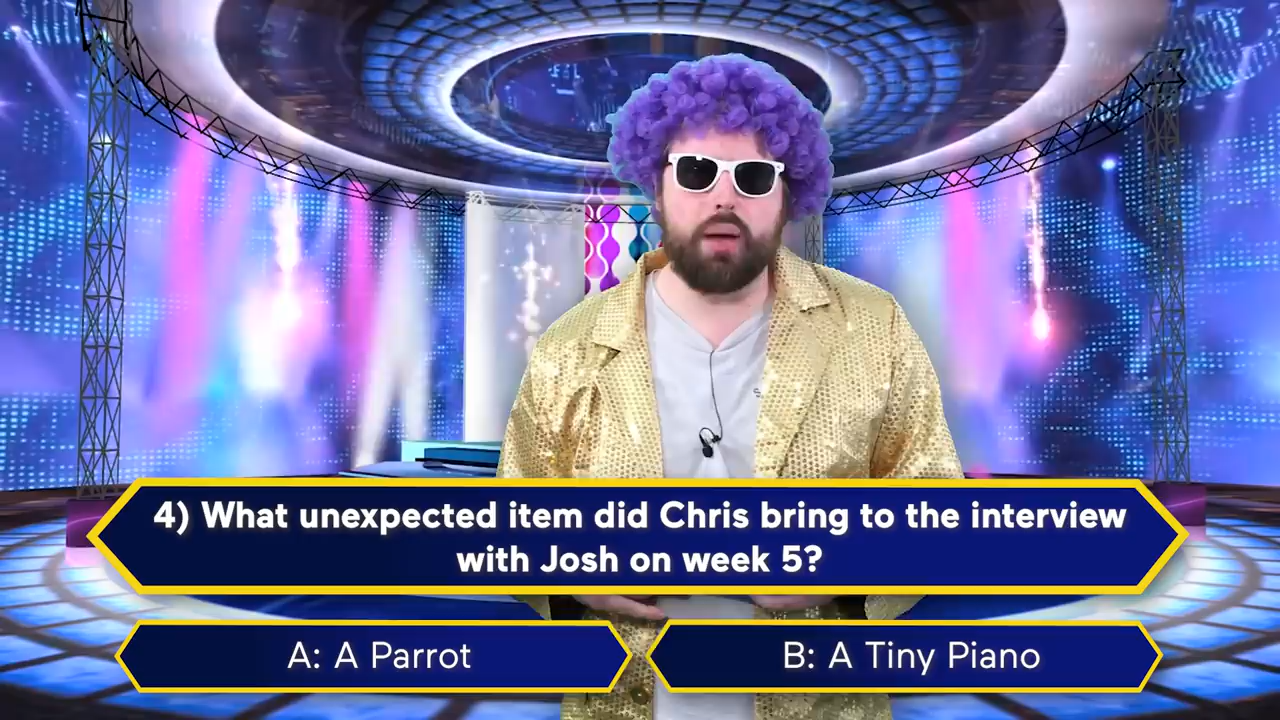 4) What unexpected item did Chris bring to the interview
with Josh on week 5?
A: A Parrot
B: A Tiny Piano